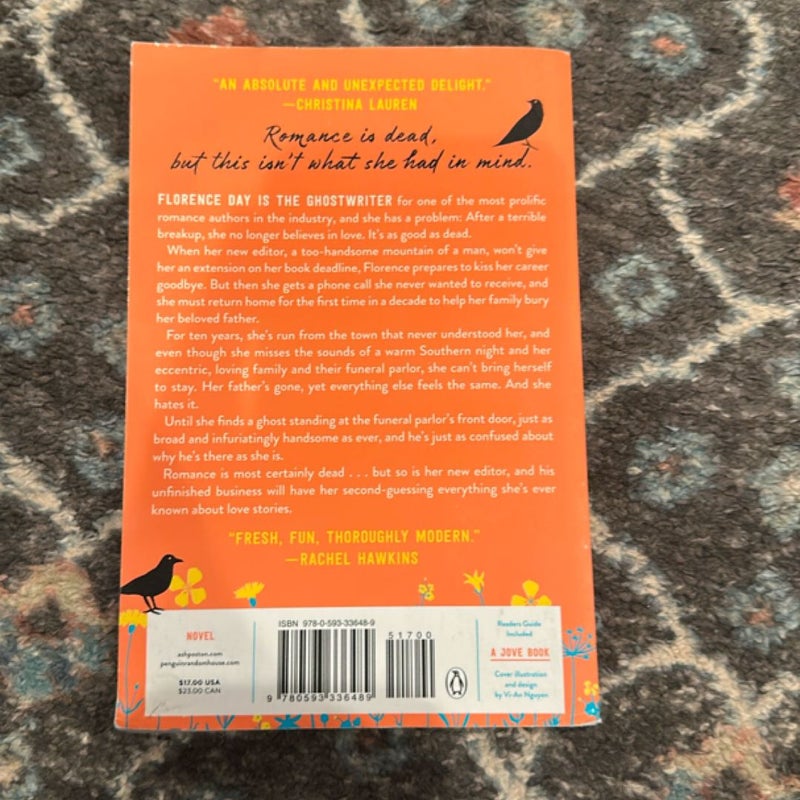 "AN ABSOLUTE AND UNEXPECTED DELIGHT."
—CHRISTINA LAUREN
Romance is dead,
but this isn't what she had in mind.
FLORENCE DAY IS THE GHOSTWRITER for one of the most prolific
romance authors in the industry, and she has a problem: After a terrible
breakup, she no longer believes in love. It's as good as dead.
When her new editor, a too-handsome mountain of a man, won't give
her an extension on her book deadline, Florence prepares to kiss her career
goodbye. But then she gets a phone call she never wanted to receive, and
she must return home for the first time in a decade to help her family bury
her beloved father.
For ten years, she's run from the town that never understood her, and
even though she misses the sounds of a warm Southern night and her
eccentric, loving family and their funeral parlor, she can't bring herself
to stay. Her father's gone, yet everything else feels the same. And she
hates it.
Until she finds a ghost standing at the funeral parlor's front door, just as
broad and infuriatingly handsome as ever, and he's just as confused about
why he's there as she is.
Romance is most certainly dead . . . but so is her new editor, and his
unfinished business will have her second-guessing everything she's ever
known about love stories.
"FRESH, FUN, THOROUGHLY MODERN."
—RACHEL HAWKINS
NOVEL
ashposton.com
penguinrandomhouse.com
$17.00 USA
$23.00 CAN
ISBN 978-0-593-33648-9
51700
9 780593 336489
Readers Guide
Included
A JOVE BOOK
Cover illustration
and design
by Vi-An Nguyen